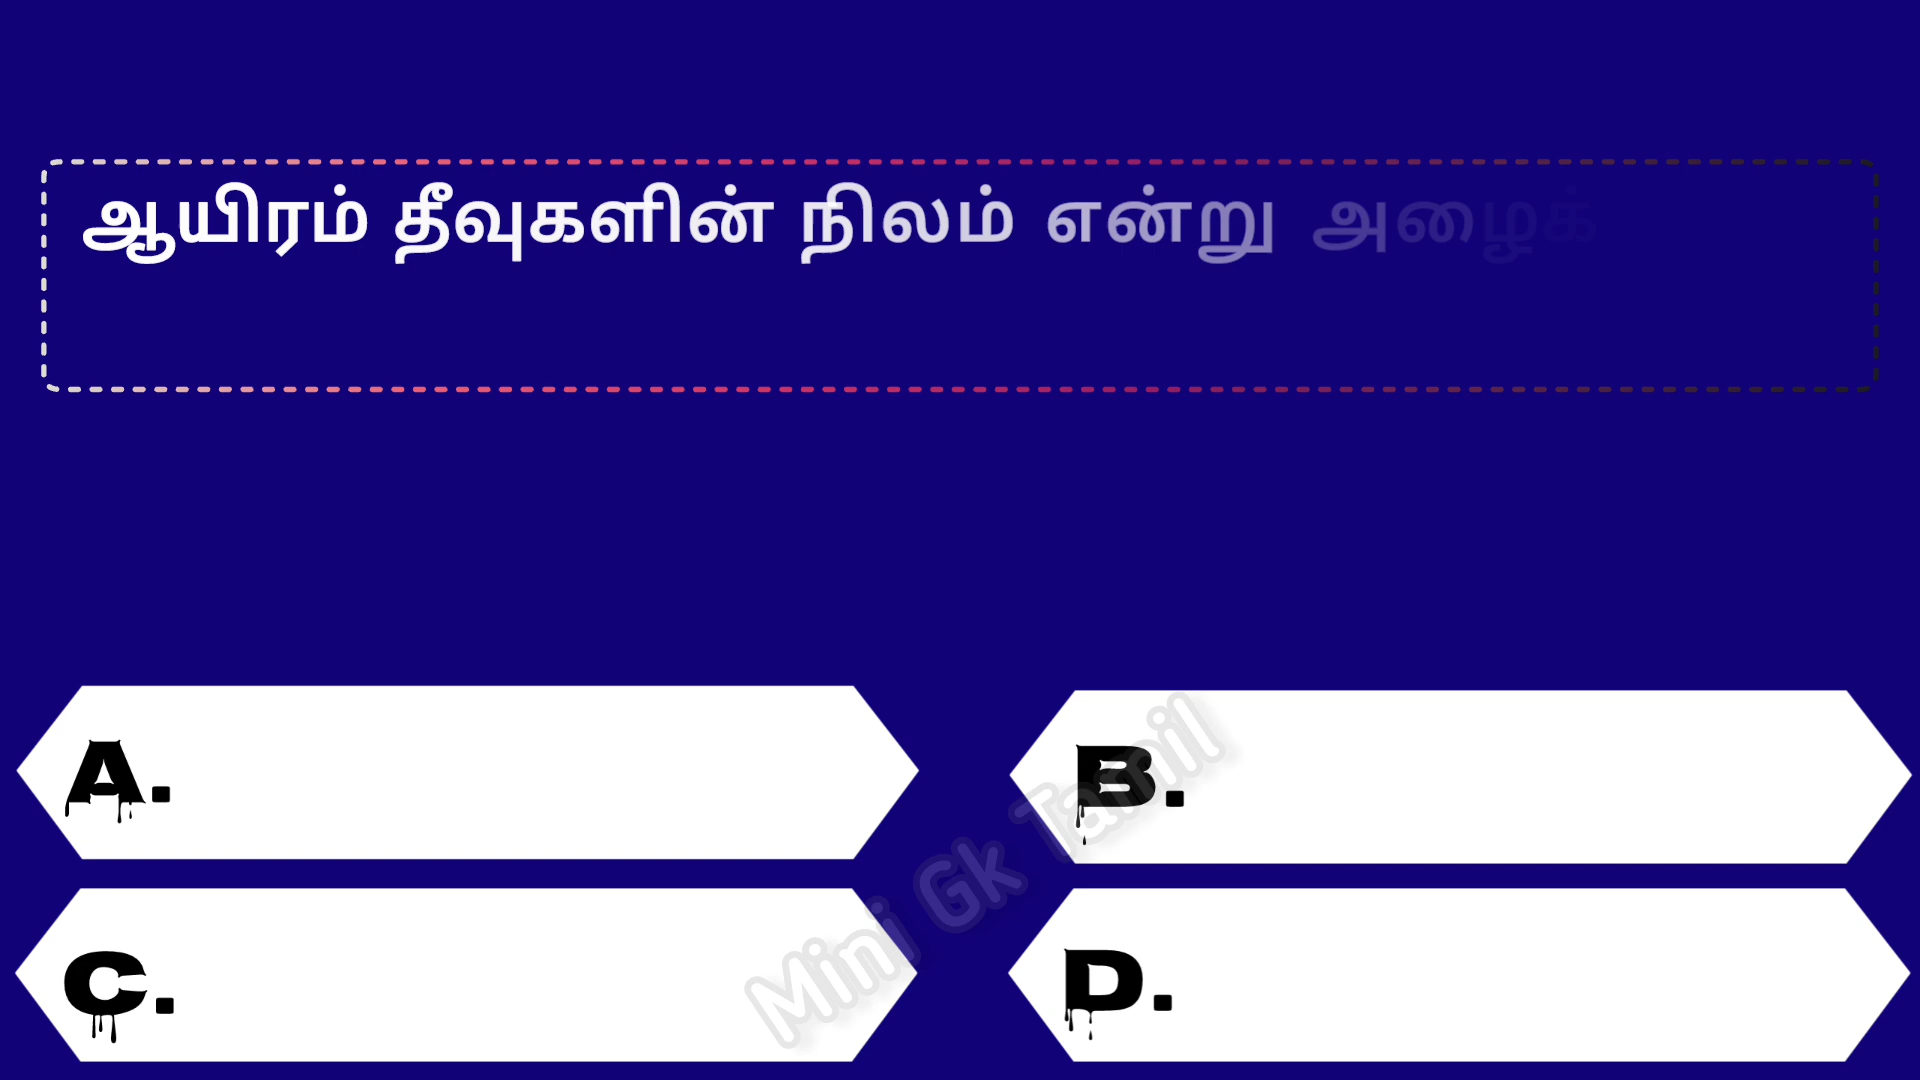 ஆயிரம் தீவுகளின் நிலம் என்று அழைக்
A.
B.
C.
D.
Mini Gk Tamil